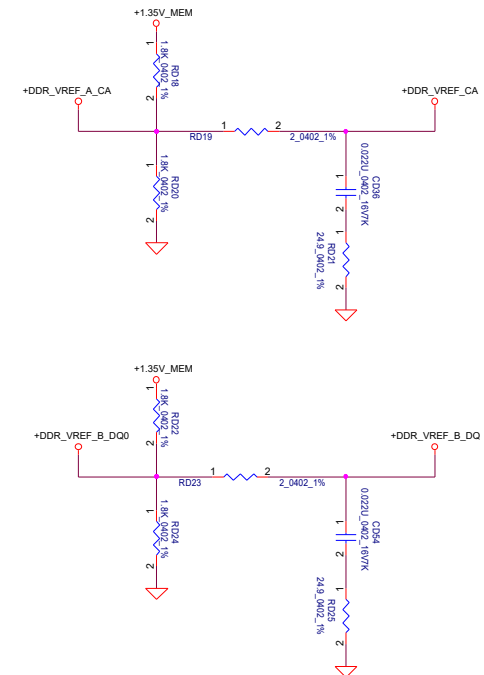 +1.35V_MEM
1
RD18
1.8K_0402_1%
2
+DDR_VREF_A_CA
+DDR_VREF_CA
1
2
RD19
2_0402_1%
1
RD20
1.8K_0402_1%
2
1
CD36
0.022U_0402_16V7K
2
1
RD21
24.9_0402_1%
2
+1.35V_MEM
1
RD22
1.8K_0402_1%
2
+DDR_VREF_B_DQ0
+DDR_VREF_B_DQ
1
2
RD23
2_0402_1%
1
RD24
1.8K_0402_1%
2
1
CD54
0.022U_0402_16V7K
2
1
RD25
24.9_0402_1%
2